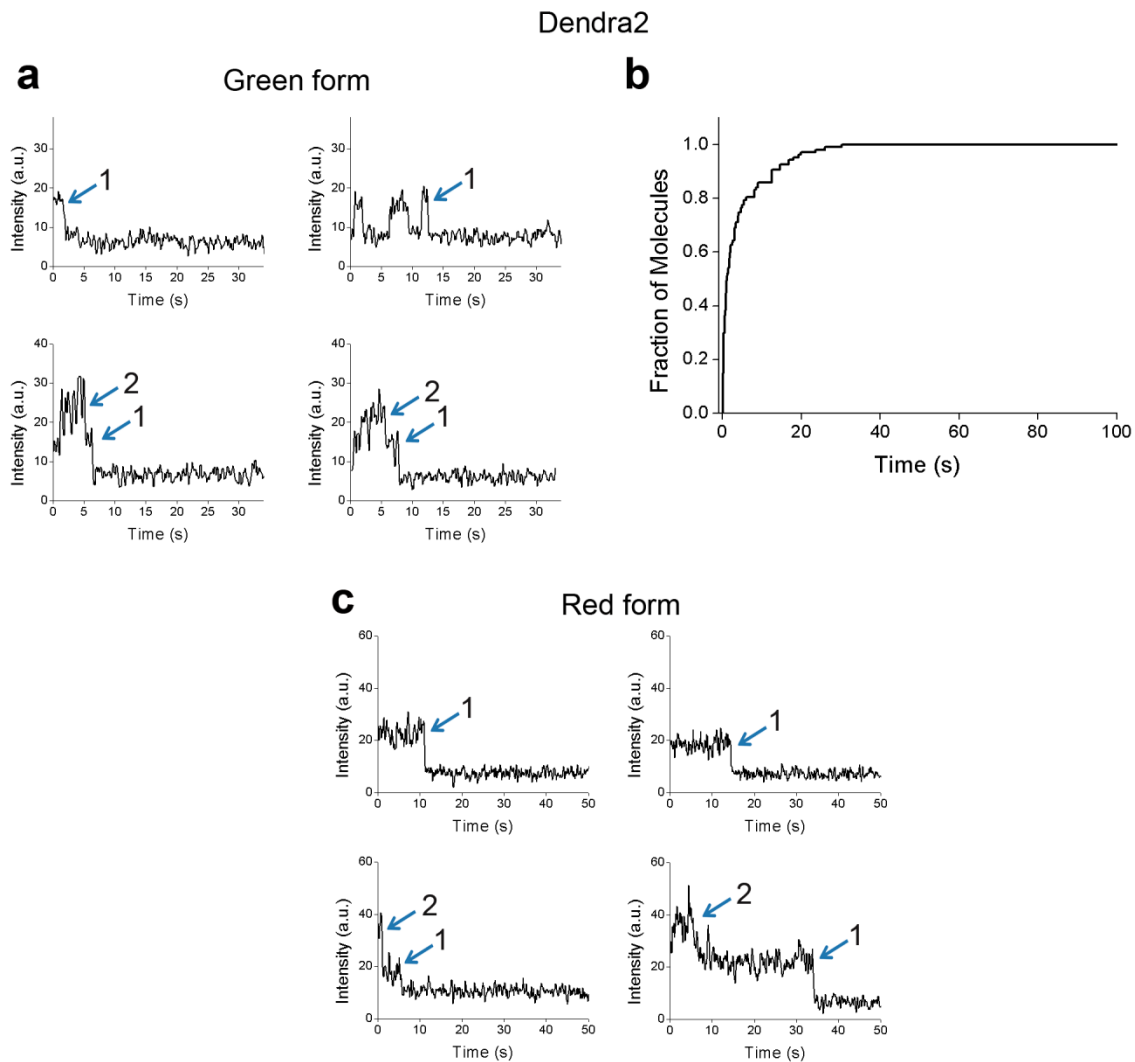 Dendra2
a
Green form
Intensity (a.u.)
30
20
10
0
1
0 5 10 15 20 25 30
Time (s)
Intensity (a.u.)
30
20
10
0
1
0 5 10 15 20 25 30
Time (s)
Intensity (a.u.)
40
30
20
10
0
2
1
0 5 10 15 20 25 30
Time (s)
Intensity (a.u.)
40
30
20
10
0
2
1
0 5 10 15 20 25 30
Time (s)
b
Fraction of Molecules
1.0
0.8
0.6
0.4
0.2
0.0
0 20 40 60 80 100
Time (s)
c
Red form
Intensity (a.u.)
60
40
20
0
1
0 10 20 30 40 50
Time (s)
Intensity (a.u.)
60
40
20
0
1
0 10 20 30 40 50
Time (s)
Intensity (a.u.)
60
40
20
0
2
1
0 10 20 30 40 50
Time (s)
Intensity (a.u.)
60
40
20
0
2
1
0 10 20 30 40 50
Time (s)